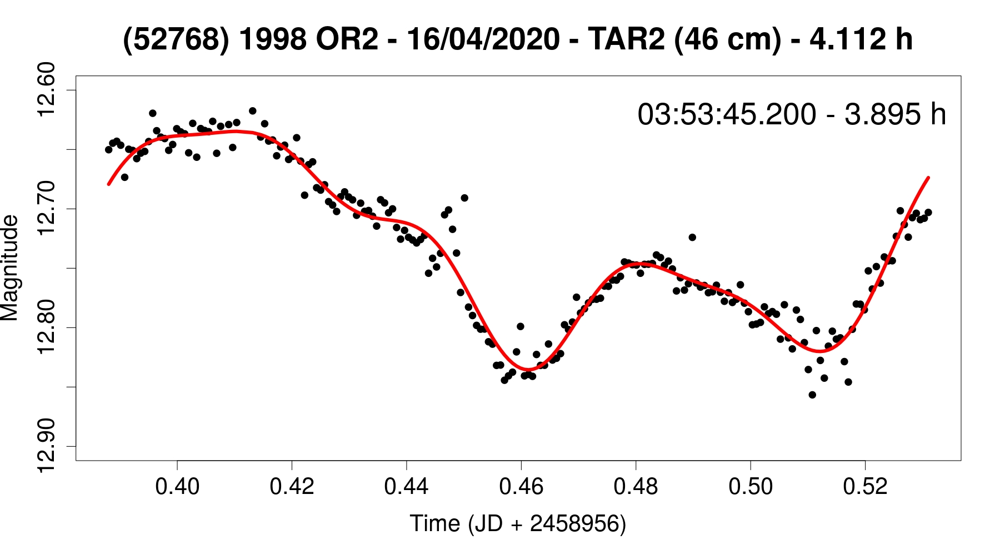 (52768) 1998 OR2 - 16/04/2020 - TAR2 (46 cm) - 4.112 h
03:53:45.200 - 3.895 h
Magnitude
12.60
12.70
12.80
12.90
0.40 0.42 0.44 0.46 0.48 0.50 0.52
Time (JD + 2458956)